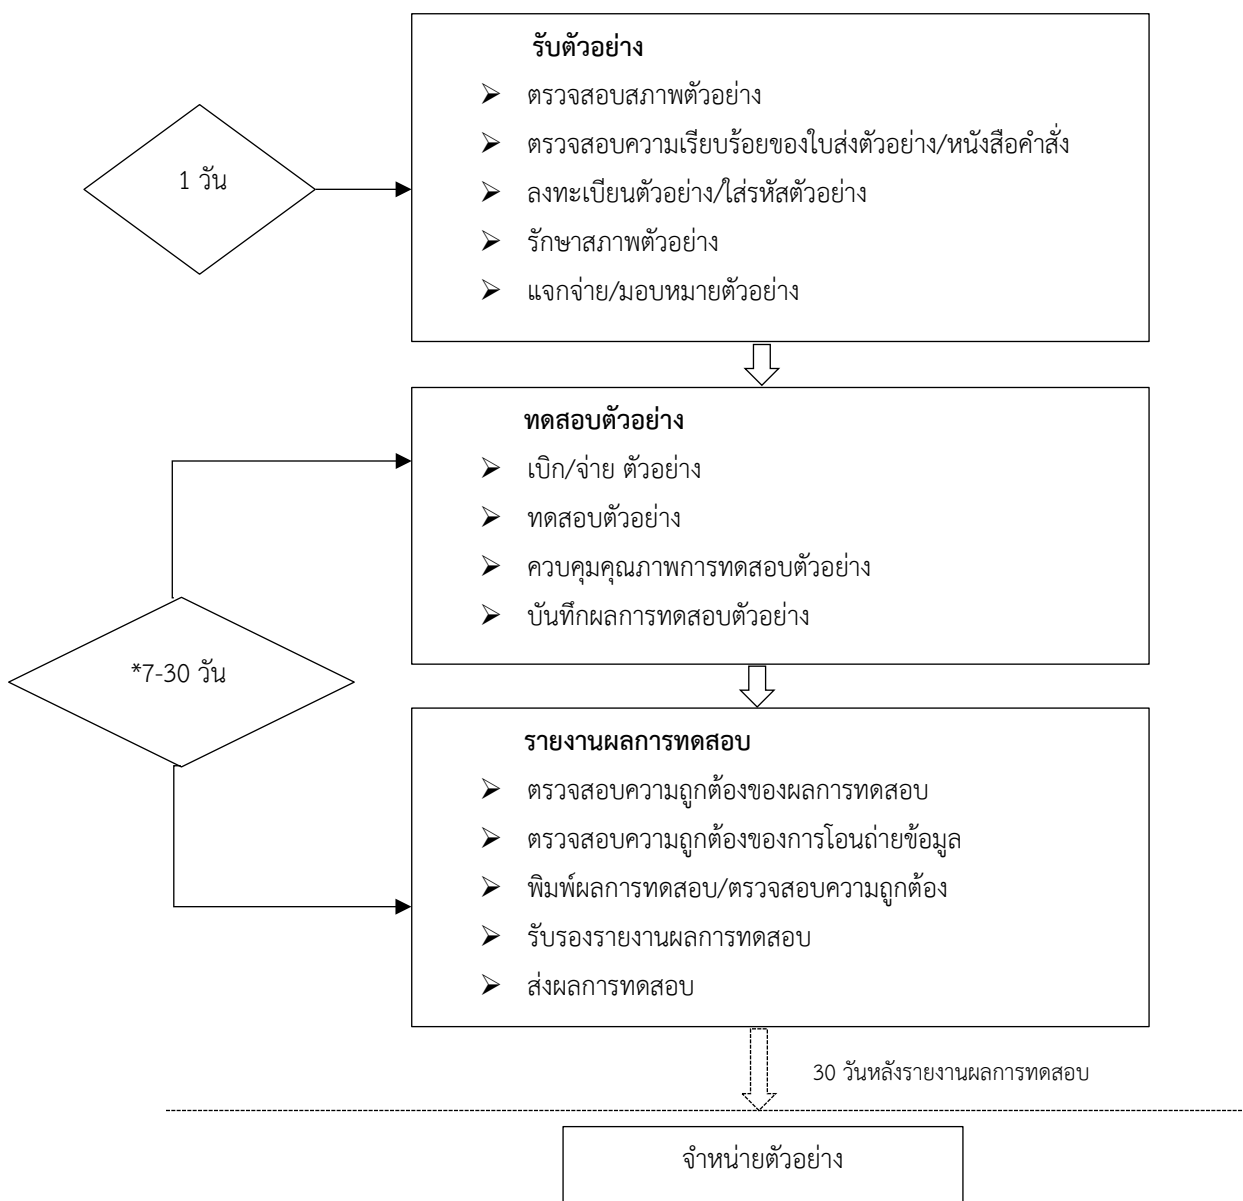 รับตัวอย่าง
➢ ตรวจสอบสภาพตัวอย่าง
➢ ตรวจสอบความเรียบร้อยของใบส่งตัวอย่าง/หนังสือคำสั่ง
1 วัน
➢ ลงทะเบียนตัวอย่าง/ใส่รหัสตัวอย่าง
➢ รักษาสภาพตัวอย่าง
➢ แจกจ่าย/มอบหมายตัวอย่าง
ทดสอบตัวอย่าง
➢ เบิก/จ่าย ตัวอย่าง
➢ ทดสอบตัวอย่าง
➢ ควบคุมคุณภาพการทดสอบตัวอย่าง
➢ บันทึกผลการทดสอบตัวอย่าง
*7-30 วัน
รายงานผลการทดสอบ
➢ ตรวจสอบความถูกต้องของผลการทดสอบ
➢ ตรวจสอบความถูกต้องของการโอนถ่ายข้อมูล
➢ พิมพ์ผลการทดสอบ/ตรวจสอบความถูกต้อง
➢ รับรองรายงานผลการทดสอบ
➢ ส่งผลการทดสอบ
30 วันหลังรายงานผลการทดสอบ
จำหน่ายตัวอย่าง